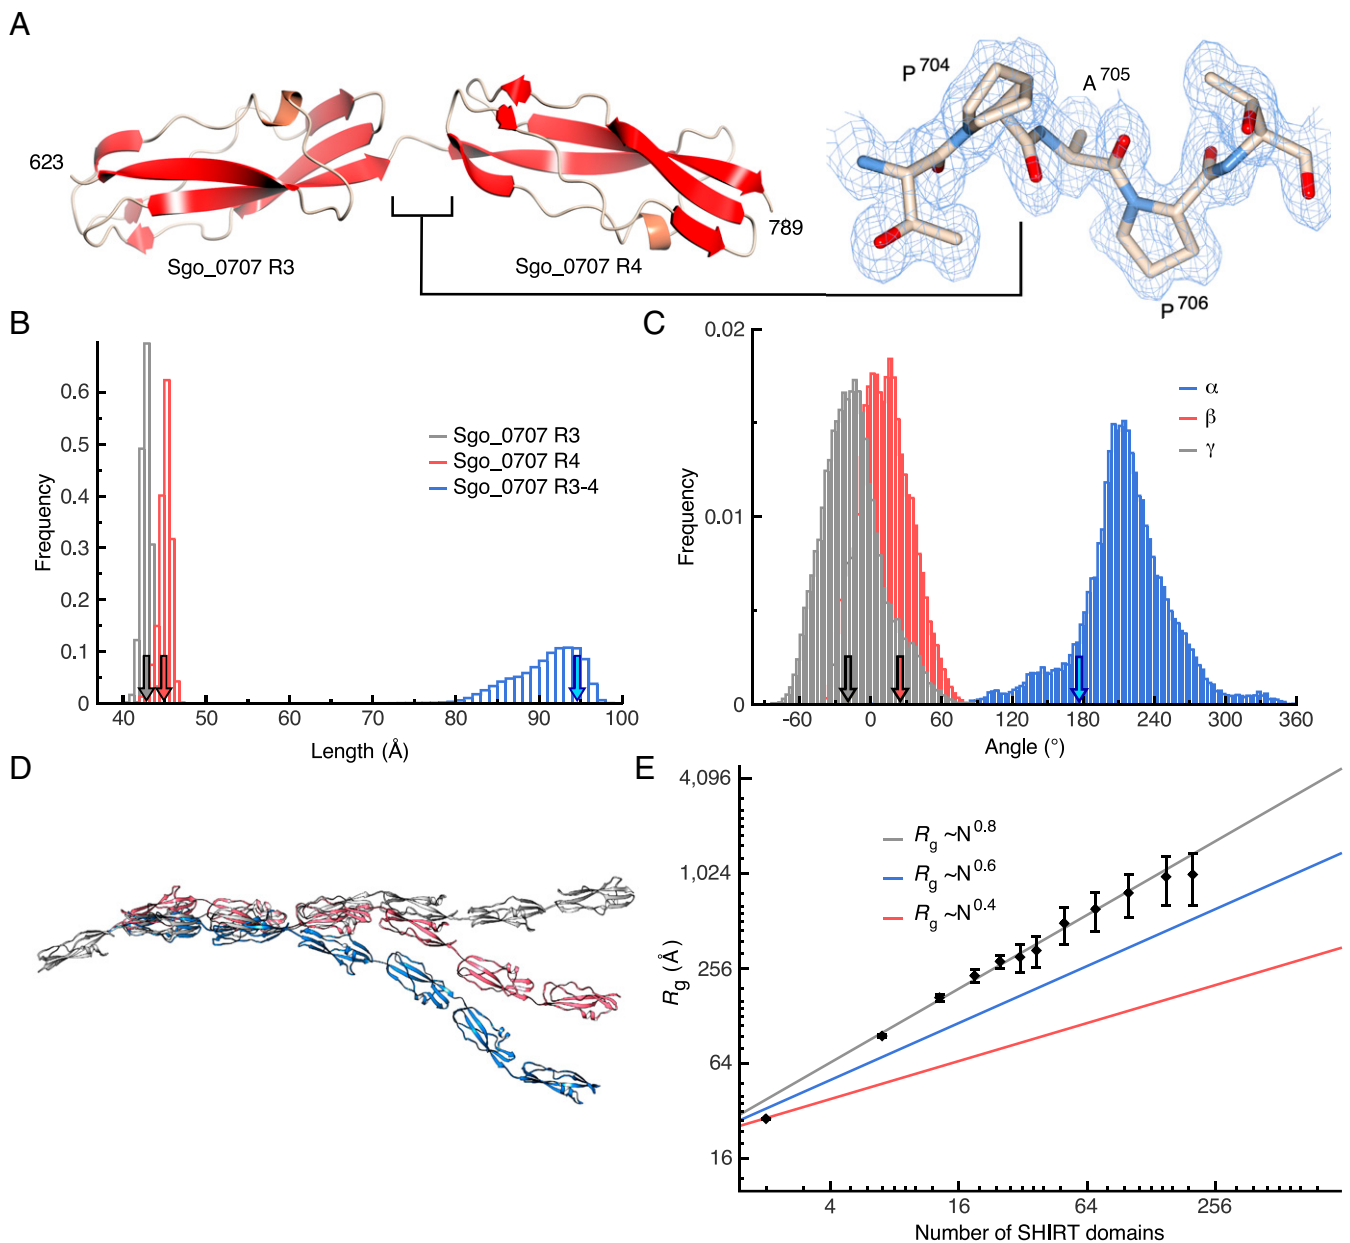 A
623
Sgo_0707 R3
Sgo_0707 R4
789
P704
A705
P706
B
0.6
0.5
0.4
0.3
0.2
0.1
0
Frequency
40 50 60 70 80 90 100
Length (Å)
Sgo_0707 R3
Sgo_0707 R4
Sgo_0707 R3-4
C
0.02
0.01
0
Frequency
-60 0 60 120 180 240 300 360
Angle (°)
α
β
γ
D
E
4,096
1,024
256
64
16
Rg (Å)
Rg ~N0.8
Rg ~N0.6
Rg ~N0.4
4 16 64 256
Number of SHIRT domains